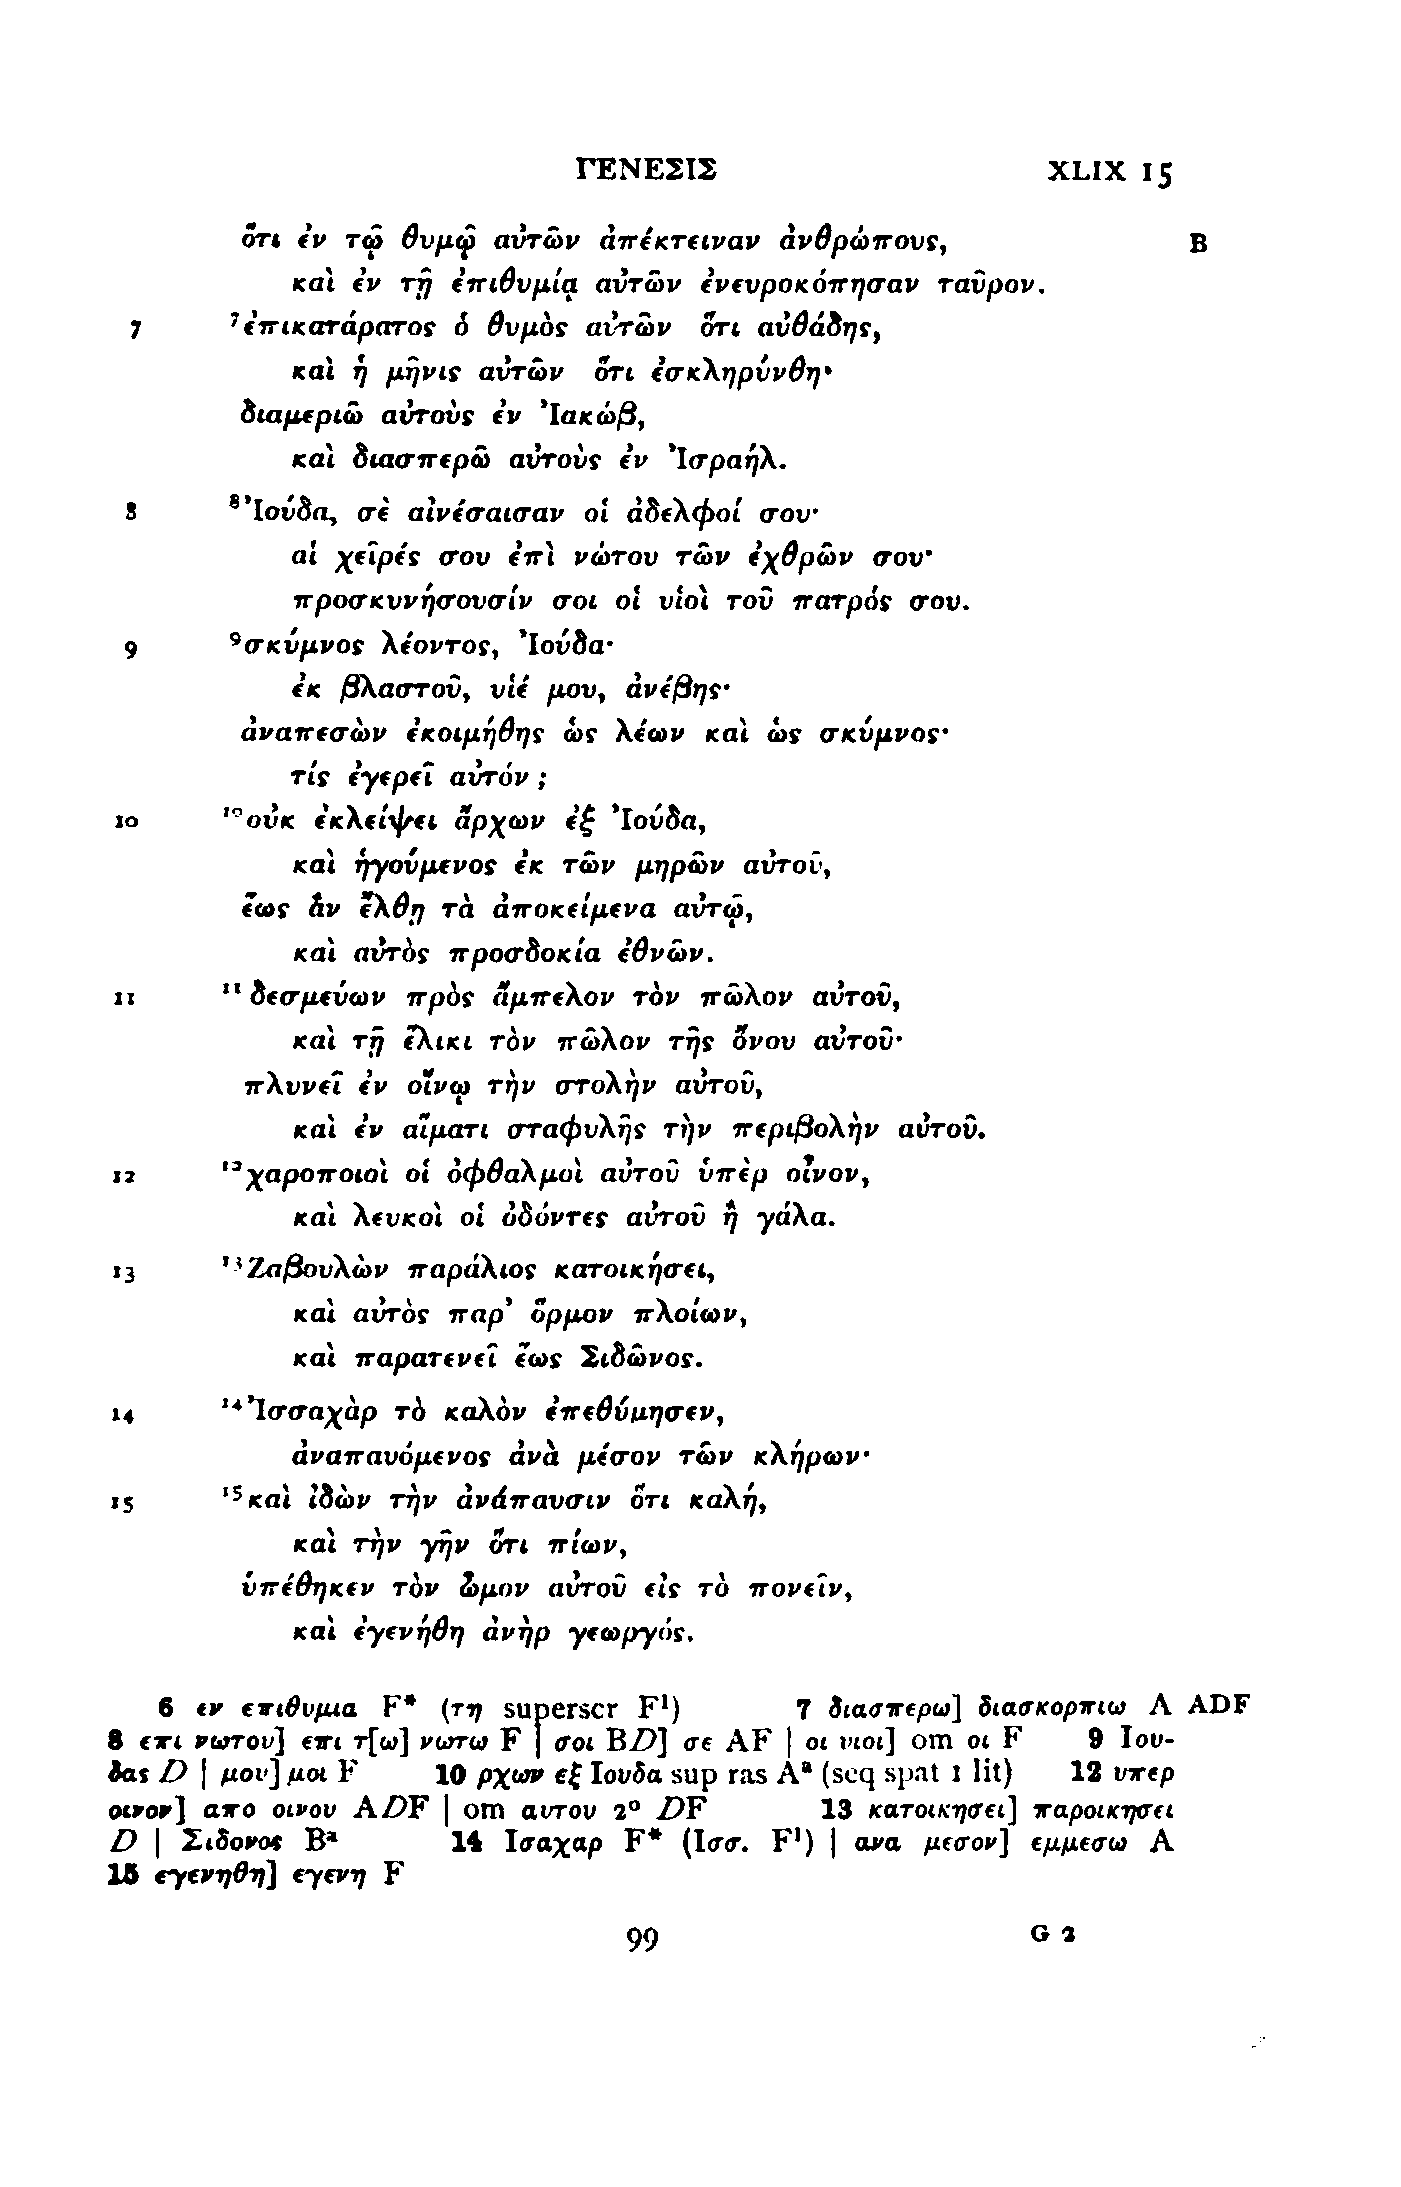 ΓΕΝΕΣΙΣ XLIX 15
ὅτι ἐν τῷ θυμῷ αὐτῶν ἀπέκτειναν ἀνθρώπους, B
καὶ ἐν τῇ ἐπιθυμίᾳ αὐτῶν ἐνευροκόπησαν ταῦρον.
7 ⁷ἐπικατάρατος ὁ θυμὸς αὐτῶν ὅτι αὐθάδης,
καὶ ἡ μῆνις αὐτῶν ὅτι ἐσκληρύνθη·
διαμεριῶ αὐτοὺς ἐν Ἰακώβ,
καὶ διασπερῶ αὐτοὺς ἐν Ἰσραήλ.
8 ⁸Ἰούδα, σὲ αἰνέσαισαν οἱ ἀδελφοί σου·
αἱ χεῖρές σου ἐπὶ νώτου τῶν ἐχθρῶν σου·
προσκυνήσουσίν σοι οἱ υἱοὶ τοῦ πατρός σου.
9 ⁹σκύμνος λέοντος, Ἰούδα·
ἐκ βλαστοῦ, υἱέ μου, ἀνέβης·
ἀναπεσὼν ἐκοιμήθης ὡς λέων καὶ ὡς σκύμνος·
τίς ἐγερεῖ αὐτόν ;
10 ¹⁰οὐκ ἐκλείψει ἄρχων ἐξ Ἰούδα,
καὶ ἡγούμενος ἐκ τῶν μηρῶν αὐτοῦ,
ἕως ἂν ἔλθῃ τὰ ἀποκείμενα αὐτῷ,
καὶ αὐτὸς προσδοκία ἐθνῶν.
11 ¹¹δεσμεύων πρὸς ἄμπελον τὸν πῶλον αὐτοῦ,
καὶ τῇ ἕλικι τὸν πῶλον τῆς ὄνου αὐτοῦ·
πλυνεῖ ἐν οἴνῳ τὴν στολὴν αὐτοῦ,
καὶ ἐν αἵματι σταφυλῆς τὴν περιβολὴν αὐτοῦ.
12 ¹²χαροποιοὶ οἱ ὀφθαλμοὶ αὐτοῦ ὑπὲρ οἶνον,
καὶ λευκοὶ οἱ ὀδόντες αὐτοῦ ἢ γάλα.
13 ¹³Ζαβουλὼν παράλιος κατοικήσει,
καὶ αὐτὸς παρ’ ὅρμον πλοίων,
καὶ παρατενεῖ ἕως Σιδῶνος.
14 ¹⁴Ἰσσαχὰρ τὸ καλὸν ἐπεθύμησεν,
ἀναπαυόμενος ἀνὰ μέσον τῶν κλήρων·
15 ¹⁵καὶ ἰδὼν τὴν ἀνάπαυσιν ὅτι καλή,
καὶ τὴν γῆν ὅτι πίων,
ὑπέθηκεν τὸν ὦμον αὐτοῦ εἰς τὸ πονεῖν,
καὶ ἐγενήθη ἀνὴρ γεωργός.
6 εν επιθυμια F* (τη superscr F¹) 7 διασπερω] διασκορπιω A ADF
8 επι νωτου] επι τ[ω] νωτω F | σοι BD] σε AF | οι υιοι] om οι F 9 Ιου-
δας D | μου] μοι F 10 ρχων εξ Ιουδα sup ras Aᵃ (seq spat 1 lit) 12 υπερ
οινον] απο οινου ADF | om αυτου 2° DF 13 κατοικησει] παροικησει
D | Σιδονος Bᵃ 14 Ισαχαρ F* (Ισσ. F¹) | ανα μεσον] εμμεσω A
15 εγενηθη] εγενη F
99 G 2